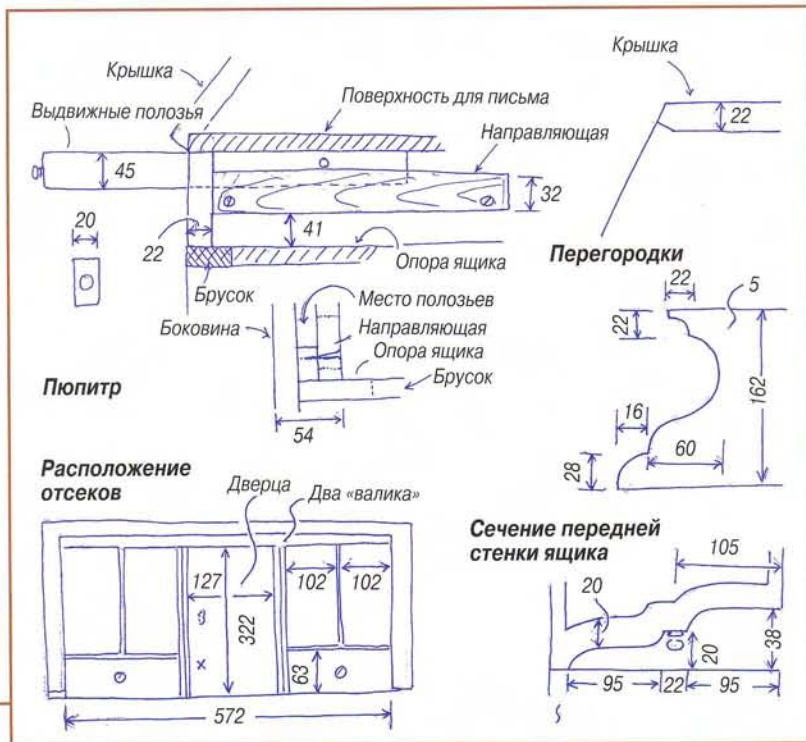 Крышка
Выдвижные полозья
Поверхность для письма
Направляющая
45
20
22
41
32
Опора ящика
Брусок
Боковина
Место полозьев
Направляющая
Опора ящика
Брусок
54
Пюпитр
Крышка
22
Перегородки
22
5
22
162
16
60
28
Расположение
отсеков
Дверца
Два «валика»
127
102
102
322
63
572
Сечение передней
стенки ящика
105
20
20
38
95
22
95